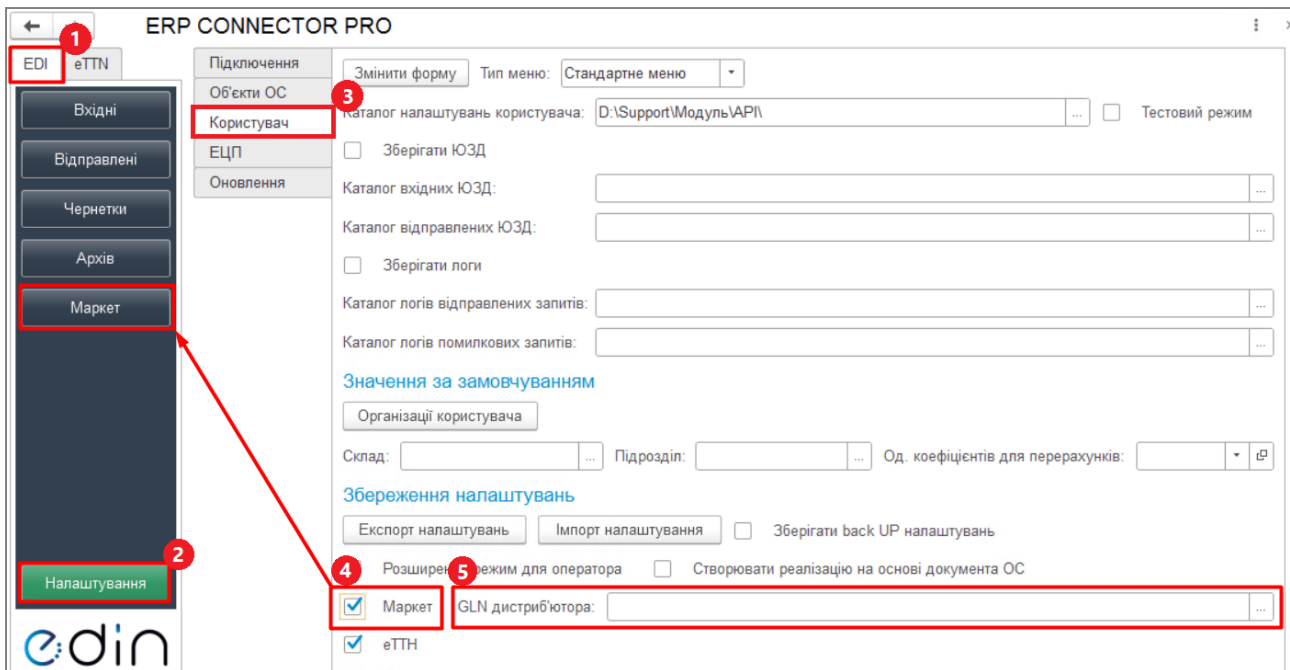 ERP CONNECTOR PRO
1
EDI eTTN
Підключення
Змінити форму Тип меню: Стандартне меню
Об'єкти ОС
3
Вхідні
Користувач
Каталог налаштувань користувача: D:\Support\Модуль\API\ ... Тестовий режим
Відправлені
ЕЦП
Зберігати ЮЗД
Оновлення
Каталог вхідних ЮЗД: ...
Чернетки
Каталог відправлених ЮЗД: ...
Архів
Зберігати логи
Маркет
Каталог логів відправлених запитів: ...
Каталог логів помилкових запитів: ...
Значення за замовчуванням
Організації користувача
Склад: ... Підрозділ: ... Од. коефіцієнтів для перерахунків:
Збереження налаштувань
Експорт налаштувань Імпорт налаштування Зберігати back UP налаштувань
2
Налаштування
4 Розширен 5 режим для оператора Створювати реалізацію на основі документа ОС
Маркет GLN дистриб'ютора: ...
eTTH
edin